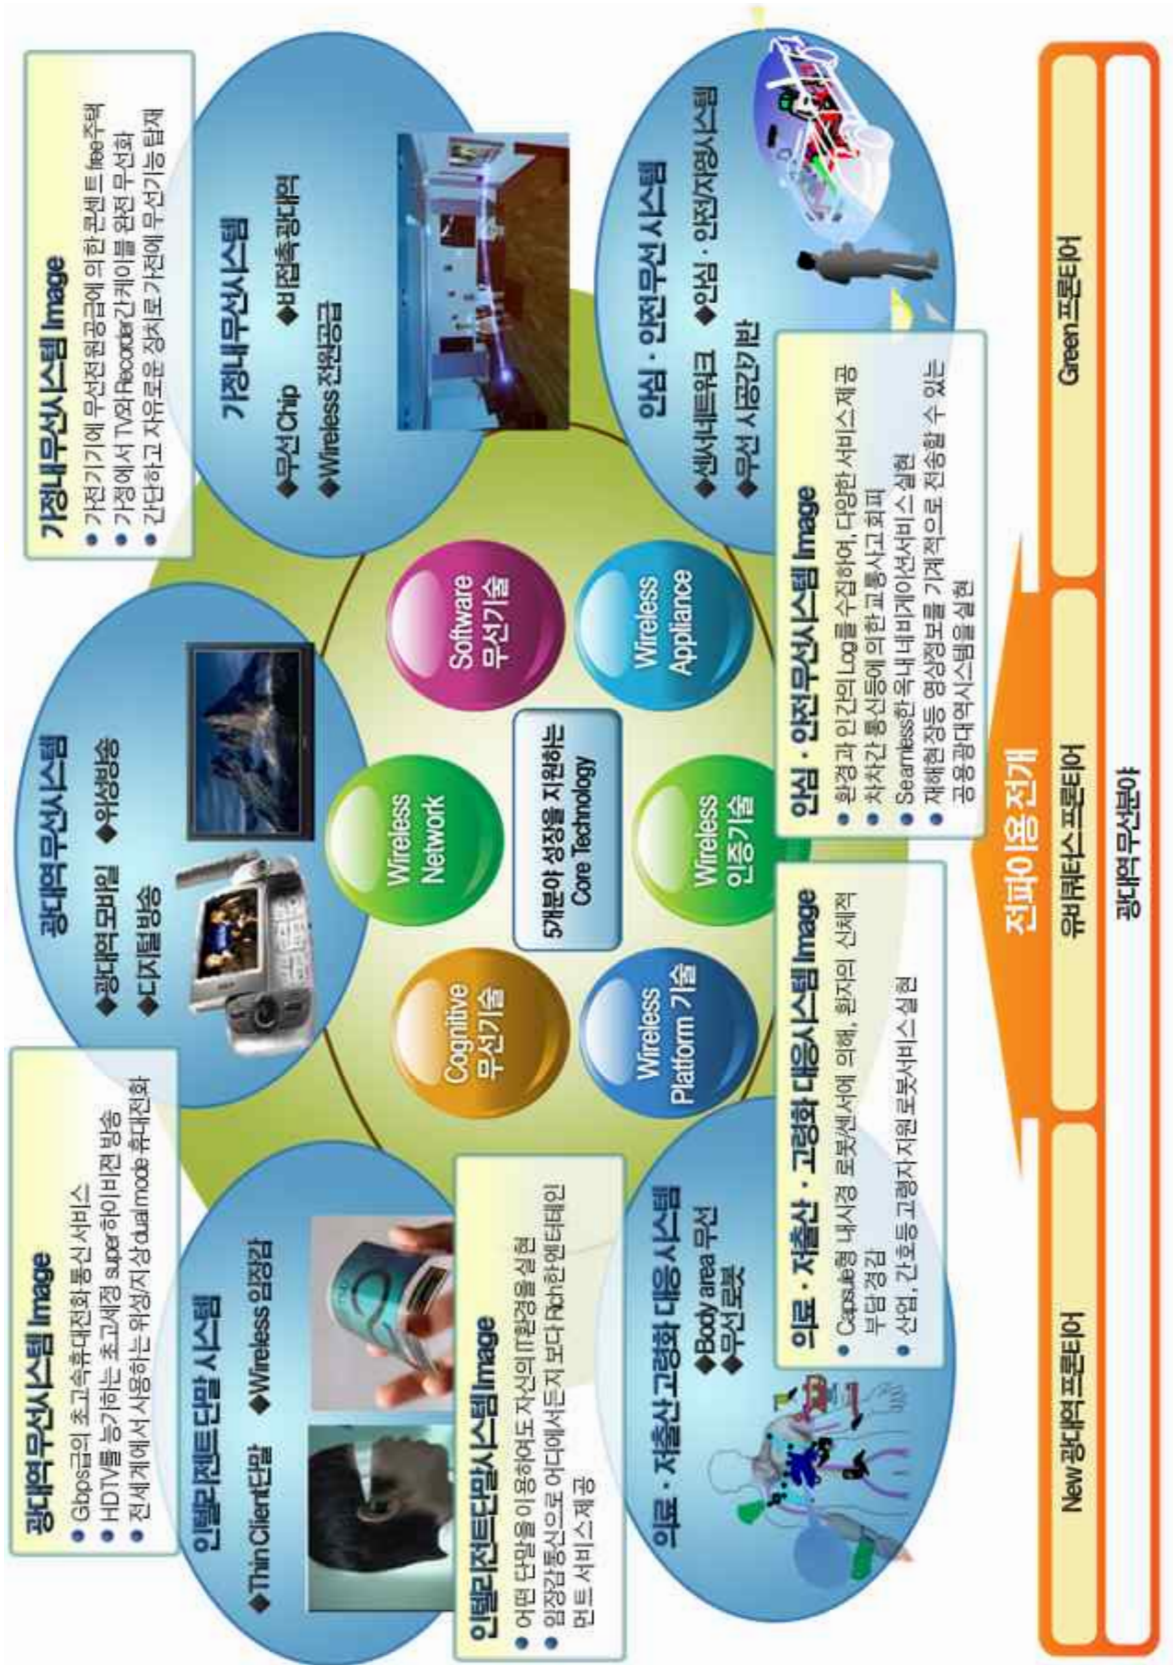 광대역무선시스템 Image
● Gbps급의 초고속휴대전화 통신 서비스
● HDTV를 능가하는 초고세정 super 하이비젼 방송
● 전세계에서 사용하는 위성/지상 dual mode 휴대전화
광대역무선시스템
◆광대역모바일 ◆위성방송
◆디지털방송
가정내무선시스템 Image
● 가전기기에 무선전원공급에 의한 콘센트 free주택
● 가정에서 TV와 Recorder간 케이블 완전 무선화
● 간단하고 자유로운 장치로 가전에 무선기능 탑재
인텔리젠트 단말 시스템
◆Thin Client단말 ◆Wireless 임장감
가정내무선시스템
◆무선 Chip ◆비접촉광대역
◆Wireless 전원공급
Cognitive
무선기술
Wireless
Network
Software
무선기술
5개분야 성장을 지원하는
Core Technology
Wireless
Platform 기술
Wireless
인증기술
Wireless
Appliance
인텔리전트단말시스템Image
● 어떤 단말을 이용하여도 자신의 IT환경을 실현
● 임장감통신으로 어디에서든지 보다 Rich한 엔터테인
먼트 서비스제공
의료 · 저출산고령화 대응 시스템
◆Body area 무선
◆무선로봇
안심 · 안전무선 시스템
◆센서네트워크 ◆안심 · 안전/자영시스템
◆무선 시공간기반
의료 · 저출산 · 고령화 대응시스템 Image
● Capsule형 내시경 로봇/센서에 의해, 환자의 신체적
부담 경감
● 산업, 간호등 고령자 지원 로봇서비스실현
안심 · 안전무선시스템 Image
● 환경과 인간의 Log를 수집하여, 다양한 서비스 제공
● 차차간 통신등에 의한 교통사고 회피
● Seamless한 옥내 네비게이션서비스 실현
● 재해현장등 영상정보를 기계적으로 전송할 수 있는
공용광대역시스템을 실현
전파이용전개
New 광대역 프론티어
유비쿼터스프론티어
Green 프론티어
광대역무선분야